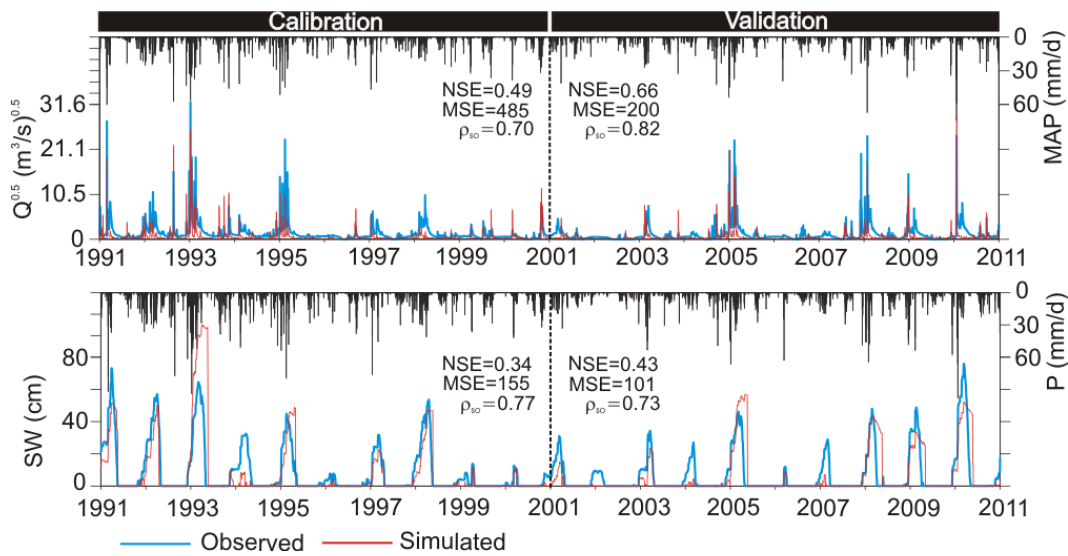 Calibration Validation
0
30
60
MAP (mm/d)
Q^0.5 (m³/s)^0.5
31.6
21.1
10.5
0
NSE=0.49
MSE=485
ρso=0.70
NSE=0.66
MSE=200
ρso=0.82
1991 1993 1995 1997 1999 2001 2003 2005 2007 2009 2011
0
30
60
P (mm/d)
SW (cm)
80
40
0
NSE=0.34
MSE=155
ρso=0.77
NSE=0.43
MSE=101
ρso=0.73
1991 1993 1995 1997 1999 2001 2003 2005 2007 2009 2011
Observed Simulated